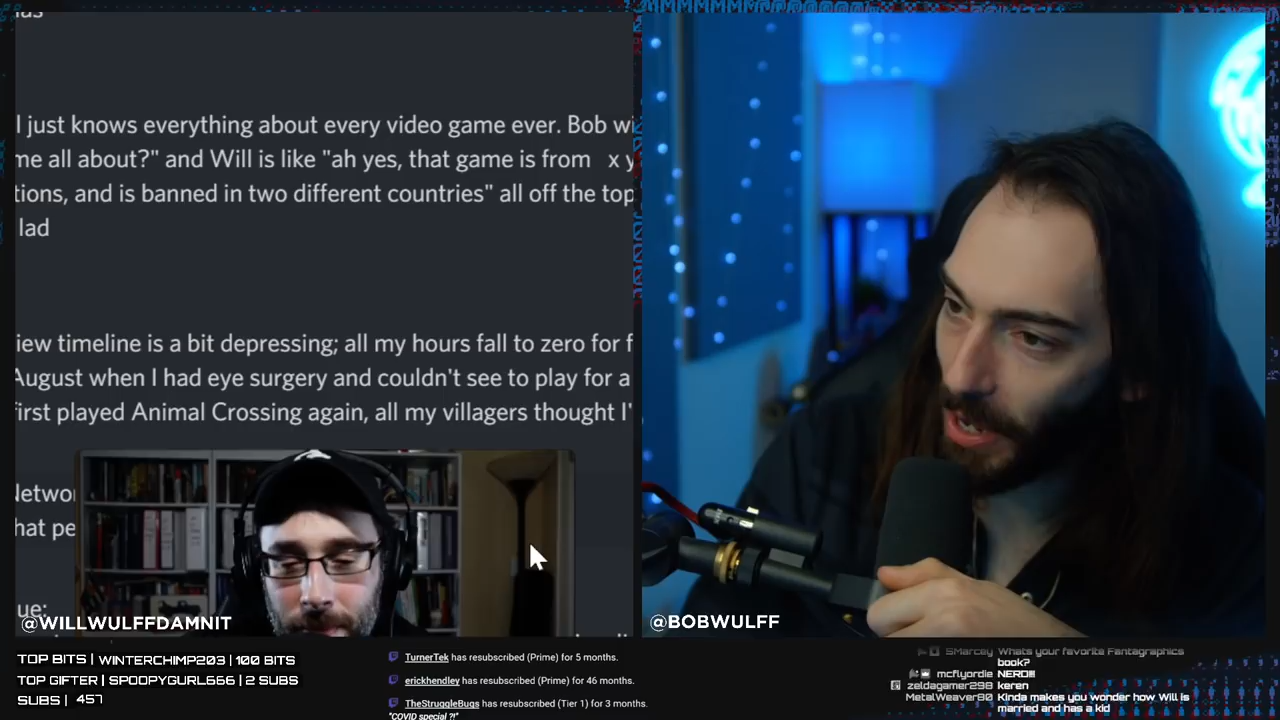 l just knows everything about every video game ever. Bob wi
me all about?" and Will is like "ah yes, that game is from x y
tions, and is banned in two different countries" all off the top
lad
iew timeline is a bit depressing; all my hours fall to zero for f
August when I had eye surgery and couldn't see to play for a
first played Animal Crossing again, all my villagers thought I'
Networ
hat pe
ue:
@WILLWULFFDAMNIT
@BOBWULFF
TOP BITS | WINTERCHIMP203 | 100 BITS
TOP GIFTER | SPOOPYGURL666 | 2 SUBS
SUBS | 457
TurnerTek has resubscribed (Prime) for 5 months.
erickhendley has resubscribed (Prime) for 46 months.
TheStruggleBugs has resubscribed (Tier 1) for 3 months.
"COVID special ?!"
SMarcey Whats your favorite Fantagraphics
book?
mcflyordie NERD!!!
zeldagamer298 keren
MetalWeaver80 Kinda makes you wonder how Will is
married and has a kid